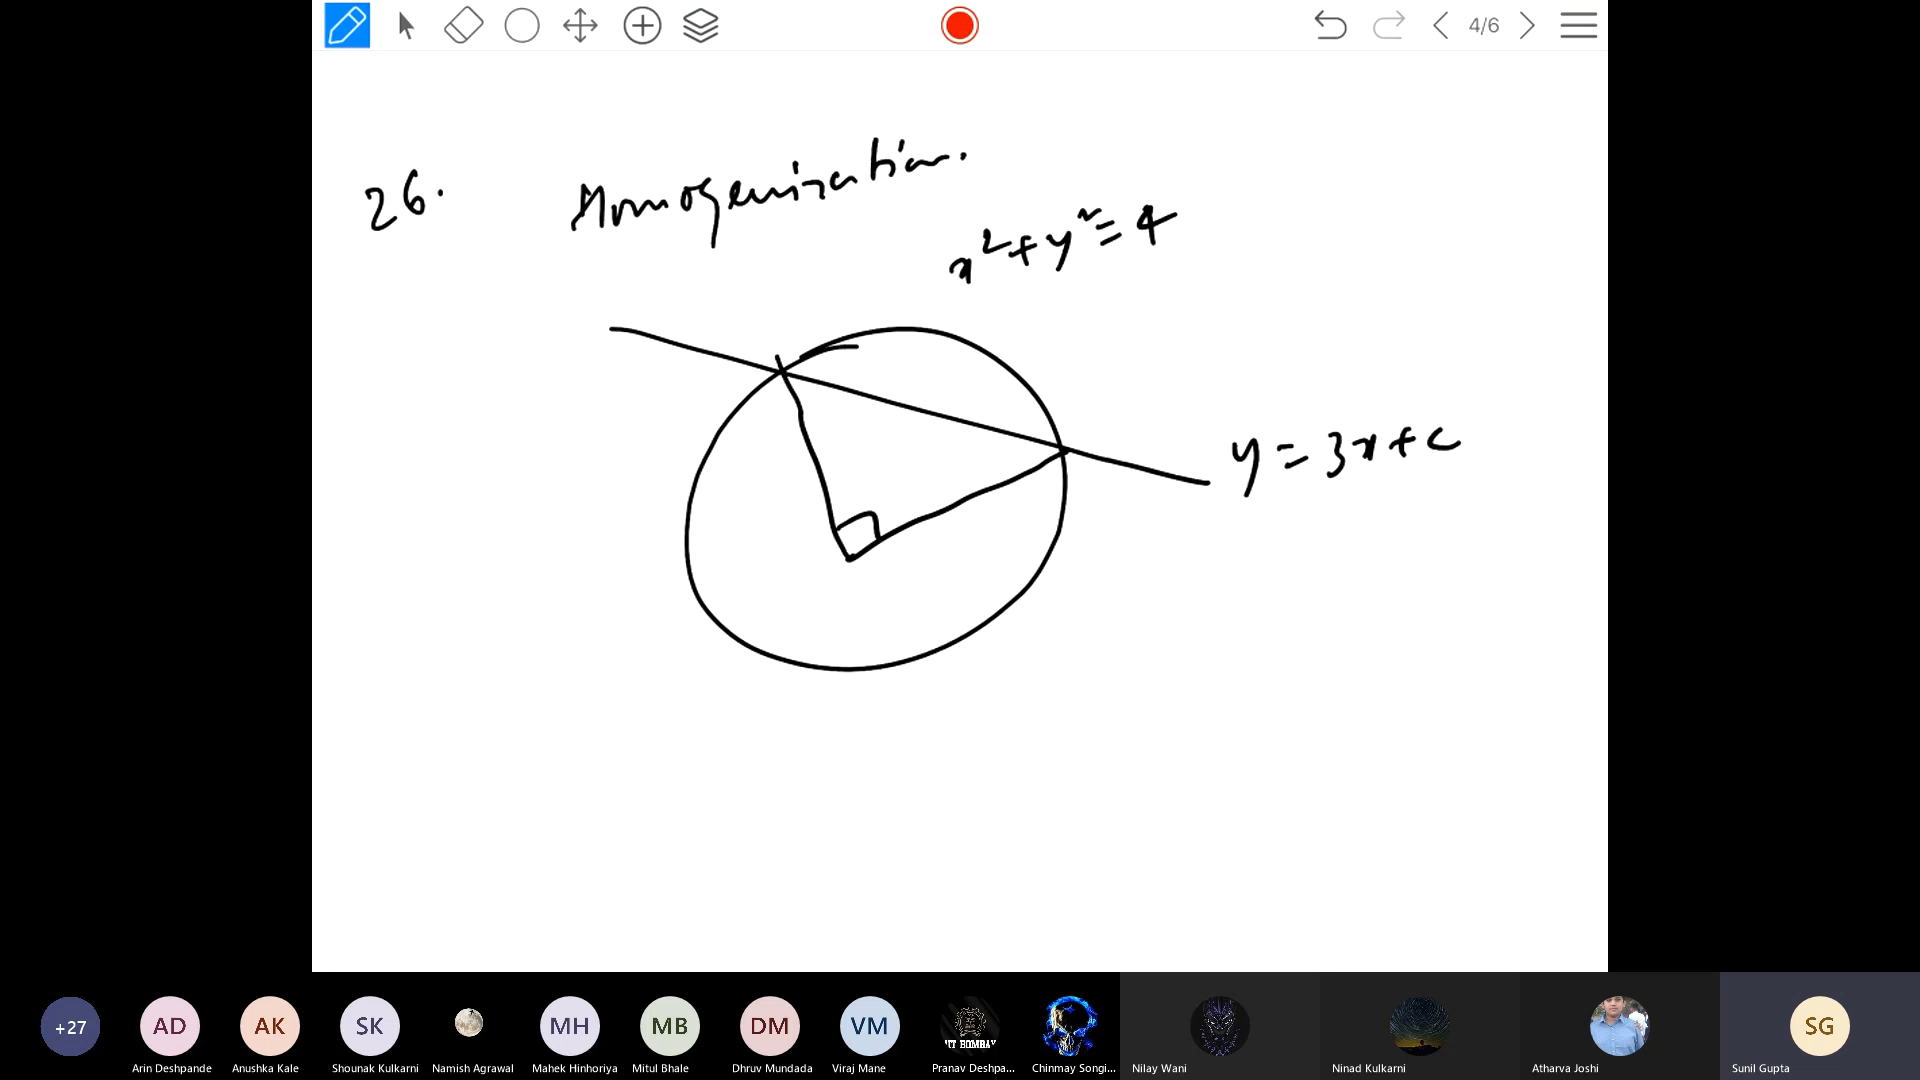 4/6
26. Homogenization.
x²+y²=4
y=3x+c
+27
AD
AK
SK
MH
MB
DM
VM
IIT BOMBAY
SG
Arin Deshpande
Anushka Kale
Shounak Kulkarni
Namish Agrawal
Mahek Hinhoriya
Mitul Bhale
Dhruv Mundada
Viraj Mane
Pranav Deshpa...
Chinmay Songi...
Nilay Wani
Ninad Kulkarni
Atharva Joshi
Sunil Gupta